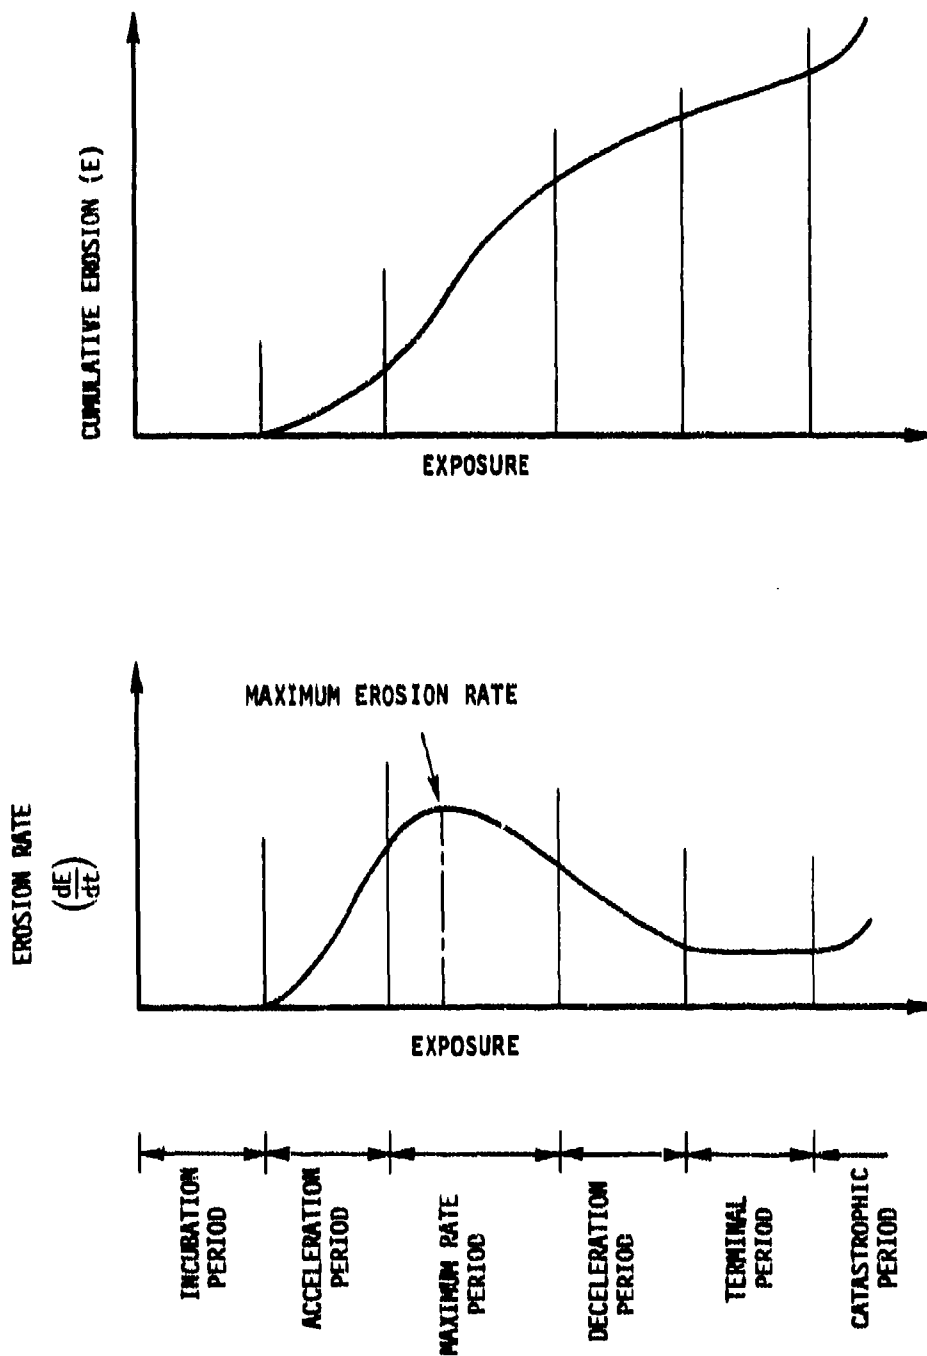 CUMULATIVE EROSION (E)
EXPOSURE
MAXIMUM EROSION RATE
EROSION RATE
(dE/dt)
EXPOSURE
INCUBATION
PERIOD
ACCELERATION
PERIOD
MAXIMUM RATE
PERIOD
DECELERATION
PERIOD
TERMINAL
PERIOD
CATASTROPHIC
PERIOD